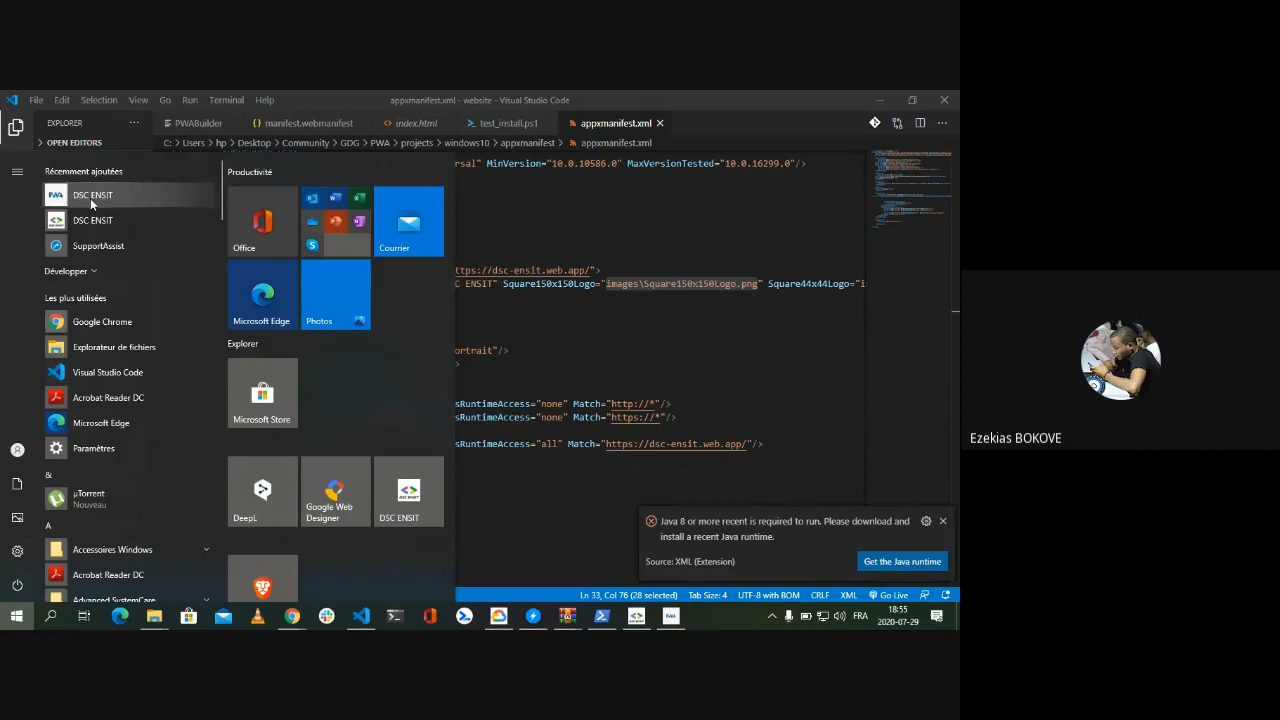 File Edit Selection View Go Run Terminal Help
appxmanifest.xml - website - Visual Studio Code
EXPLORER
PWABuilder
manifest.webmanifest
index.html
test_install.ps1
appxmanifest.xml
OPEN EDITORS
C: > Users > hp > Desktop > Community > GDG > PWA > projects > windows10 > appxmanifest > appxmanifest.xml
Récemment ajoutées
PWA DSC ENSIT
DSC ENSIT
SupportAssist
Développer
Les plus utilisées
Google Chrome
Explorateur de fichiers
Visual Studio Code
Acrobat Reader DC
Microsoft Edge
Paramètres
&
µTorrent
Nouveau
A
Accessoires Windows
Acrobat Reader DC
Advanced SystemCare
Productivité
Office
Courrier
Microsoft Edge
Photos
Explorer
Microsoft Store
DeepL
Google Web Designer
DSC ENSIT
DSC ENSIT
rsal" MinVersion="10.0.10586.0" MaxVersionTested="10.0.16299.0"/>
ttps://dsc-ensit.web.app/">
C ENSIT" Square150x150Logo="images\Square150x150Logo.png" Square44x44Logo="i
ortrait"/>
>
sRuntimeAccess="none" Match="http://*"/>
sRuntimeAccess="none" Match="https://*"/>
sRuntimeAccess="all" Match="https://dsc-ensit.web.app/"/>
Java 8 or more recent is required to run. Please download and
install a recent Java runtime.
Source: XML (Extension)
Get the Java runtime
Ln 33, Col 76 (28 selected) Tab Size: 4 UTF-8 with BOM CRLF XML Go Live
PWA
FRA
18:55
2020-07-29
Ezekias BOKOVE